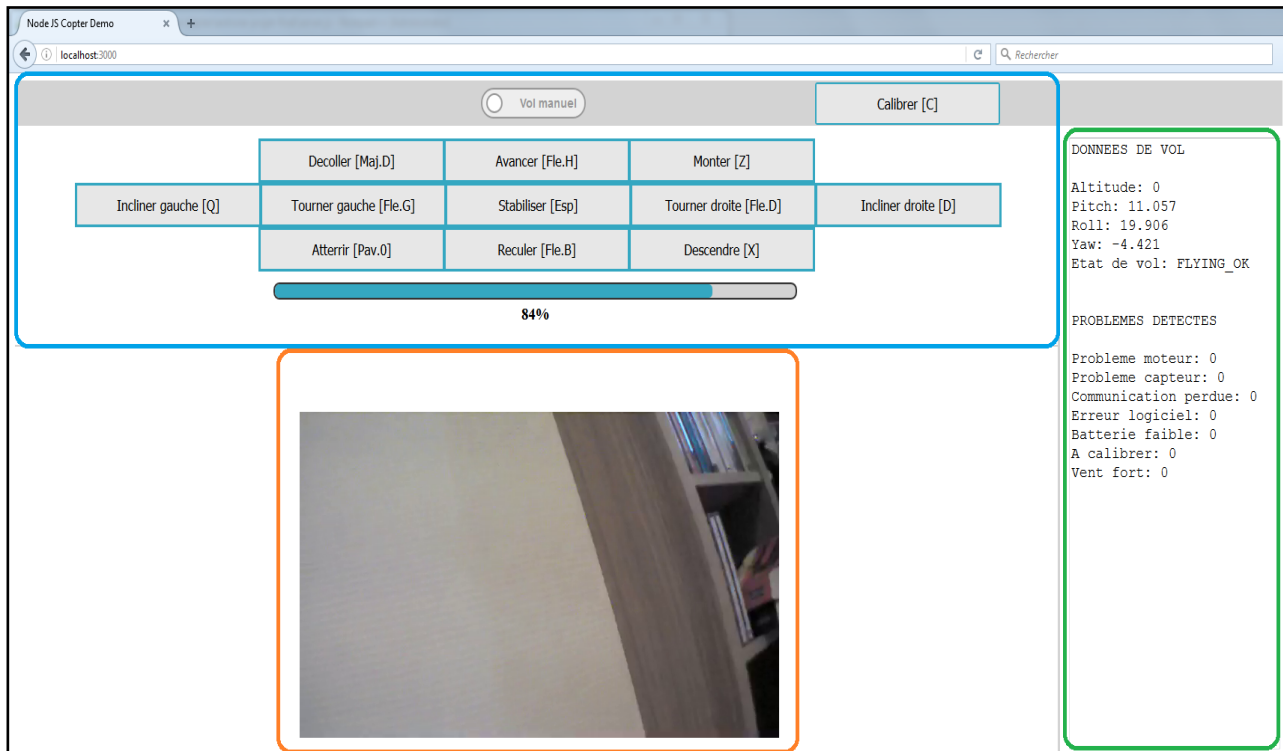 Node JS Copter Demo × +
localhost:3000 Rechercher
Vol manuel Calibrer [C]
Decoller [Maj.D] Avancer [Fle.H] Monter [Z]
Incliner gauche [Q] Tourner gauche [Fle.G] Stabiliser [Esp] Tourner droite [Fle.D] Incliner droite [D]
Atterrir [Pav.0] Reculer [Fle.B] Descendre [X]
84%
DONNEES DE VOL
Altitude: 0
Pitch: 11.057
Roll: 19.906
Yaw: -4.421
Etat de vol: FLYING_OK
PROBLEMES DETECTES
Probleme moteur: 0
Probleme capteur: 0
Communication perdue: 0
Erreur logiciel: 0
Batterie faible: 0
A calibrer: 0
Vent fort: 0